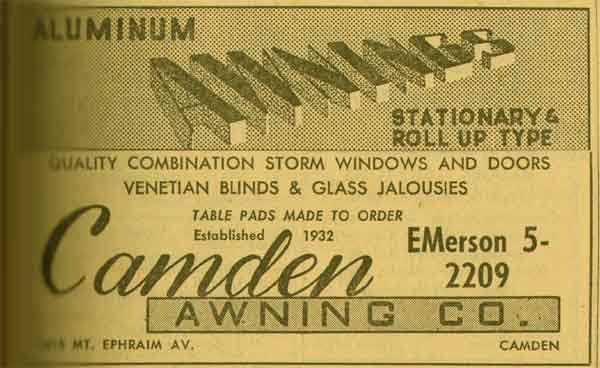 ALUMINUM
AWNINGS
STATIONARY &
ROLL UP TYPE
QUALITY COMBINATION STORM WINDOWS AND DOORS
VENETIAN BLINDS & GLASS JALOUSIES
TABLE PADS MADE TO ORDER
Established 1932
EMerson 5-
2209
Camden
AWNING CO.
MT. EPHRAIM AV. CAMDEN